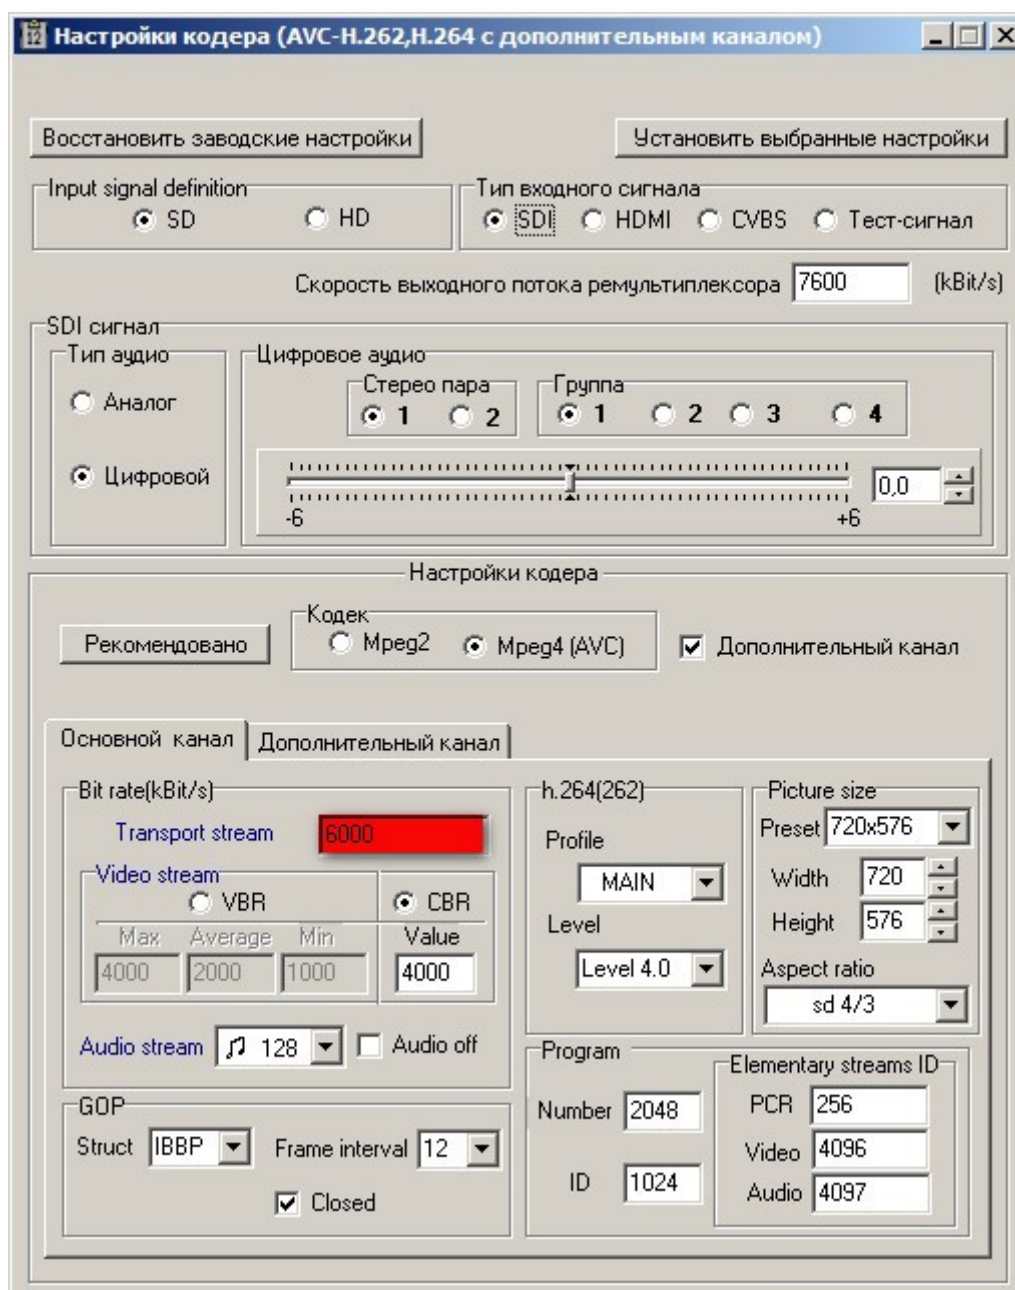 Настройки кодера (AVC-H.262,H.264 с дополнительным каналом)
Восстановить заводские настройки Установить выбранные настройки
Input signal definition Тип входного сигнала
SD HD SDI HDMI CVBS Тест-сигнал
Скорость выходного потока ремультиплексора 7600 (kBit/s)
SDI сигнал
Тип аудио Цифровое аудио
Стерео пара Группа
Аналог 1 2 1 2 3 4
Цифровой 0,0
-6 +6
Настройки кодера
Кодек
Рекомендовано Mpeg2 Mpeg4 (AVC) Дополнительный канал
Основной канал Дополнительный канал
Bit rate(kBit/s) h.264(262) Picture size
Transport stream 6000 Profile Preset 720x576
Video stream MAIN Width 720
VBR CBR Level Height 576
Max Average Min Value
4000 2000 1000 4000 Level 4.0 Aspect ratio
sd 4/3
Audio stream 128 Audio off Program Elementary streams ID
GOP Number 2048 PCR 256
Struct IBBP Frame interval 12 Video 4096
Closed ID 1024 Audio 4097